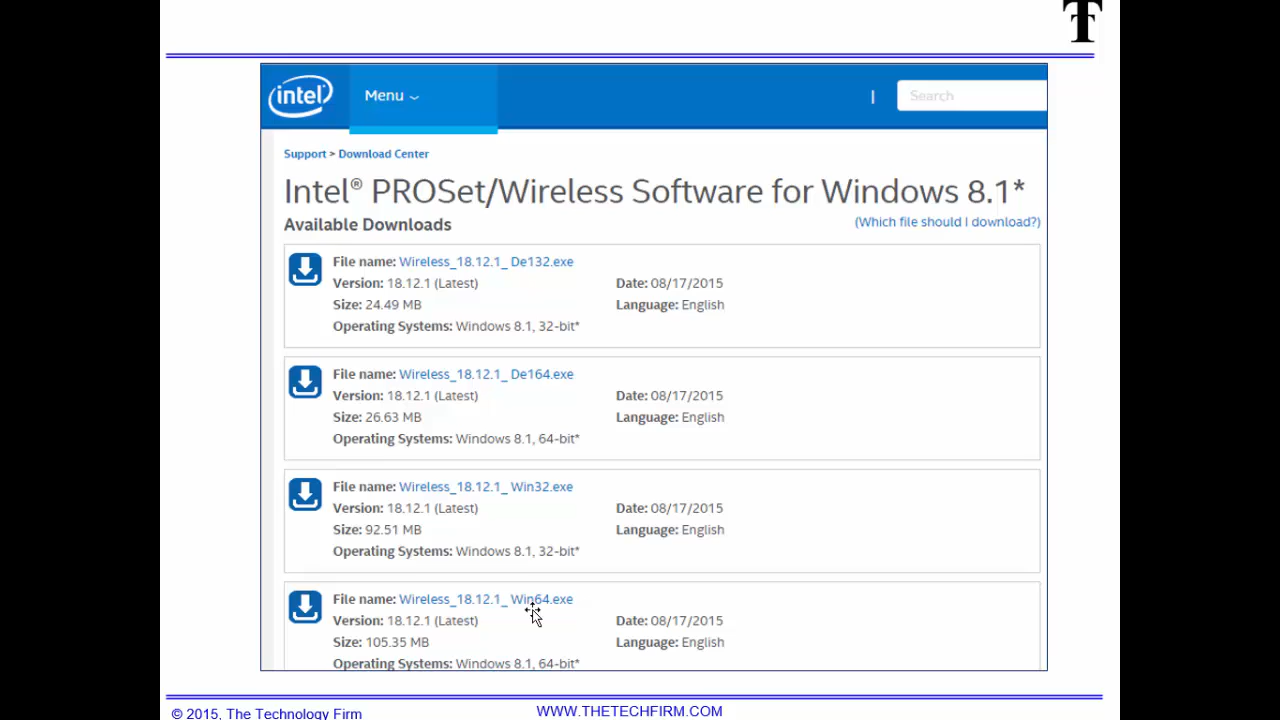 T
intel
Menu
|
Search
Support > Download Center
Intel® PROSet/Wireless Software for Windows 8.1*
Available Downloads
(Which file should I download?)
File name: Wireless_18.12.1_ De132.exe
Version: 18.12.1 (Latest)
Date: 08/17/2015
Size: 24.49 MB
Language: English
Operating Systems: Windows 8.1, 32-bit*
File name: Wireless_18.12.1_ De164.exe
Version: 18.12.1 (Latest)
Date: 08/17/2015
Size: 26.63 MB
Language: English
Operating Systems: Windows 8.1, 64-bit*
File name: Wireless_18.12.1_ Win32.exe
Version: 18.12.1 (Latest)
Date: 08/17/2015
Size: 92.51 MB
Language: English
Operating Systems: Windows 8.1, 32-bit*
File name: Wireless_18.12.1_ Win64.exe
Version: 18.12.1 (Latest)
Date: 08/17/2015
Size: 105.35 MB
Language: English
Operating Systems: Windows 8.1, 64-bit*
© 2015, The Technology Firm
WWW.THETECHFIRM.COM